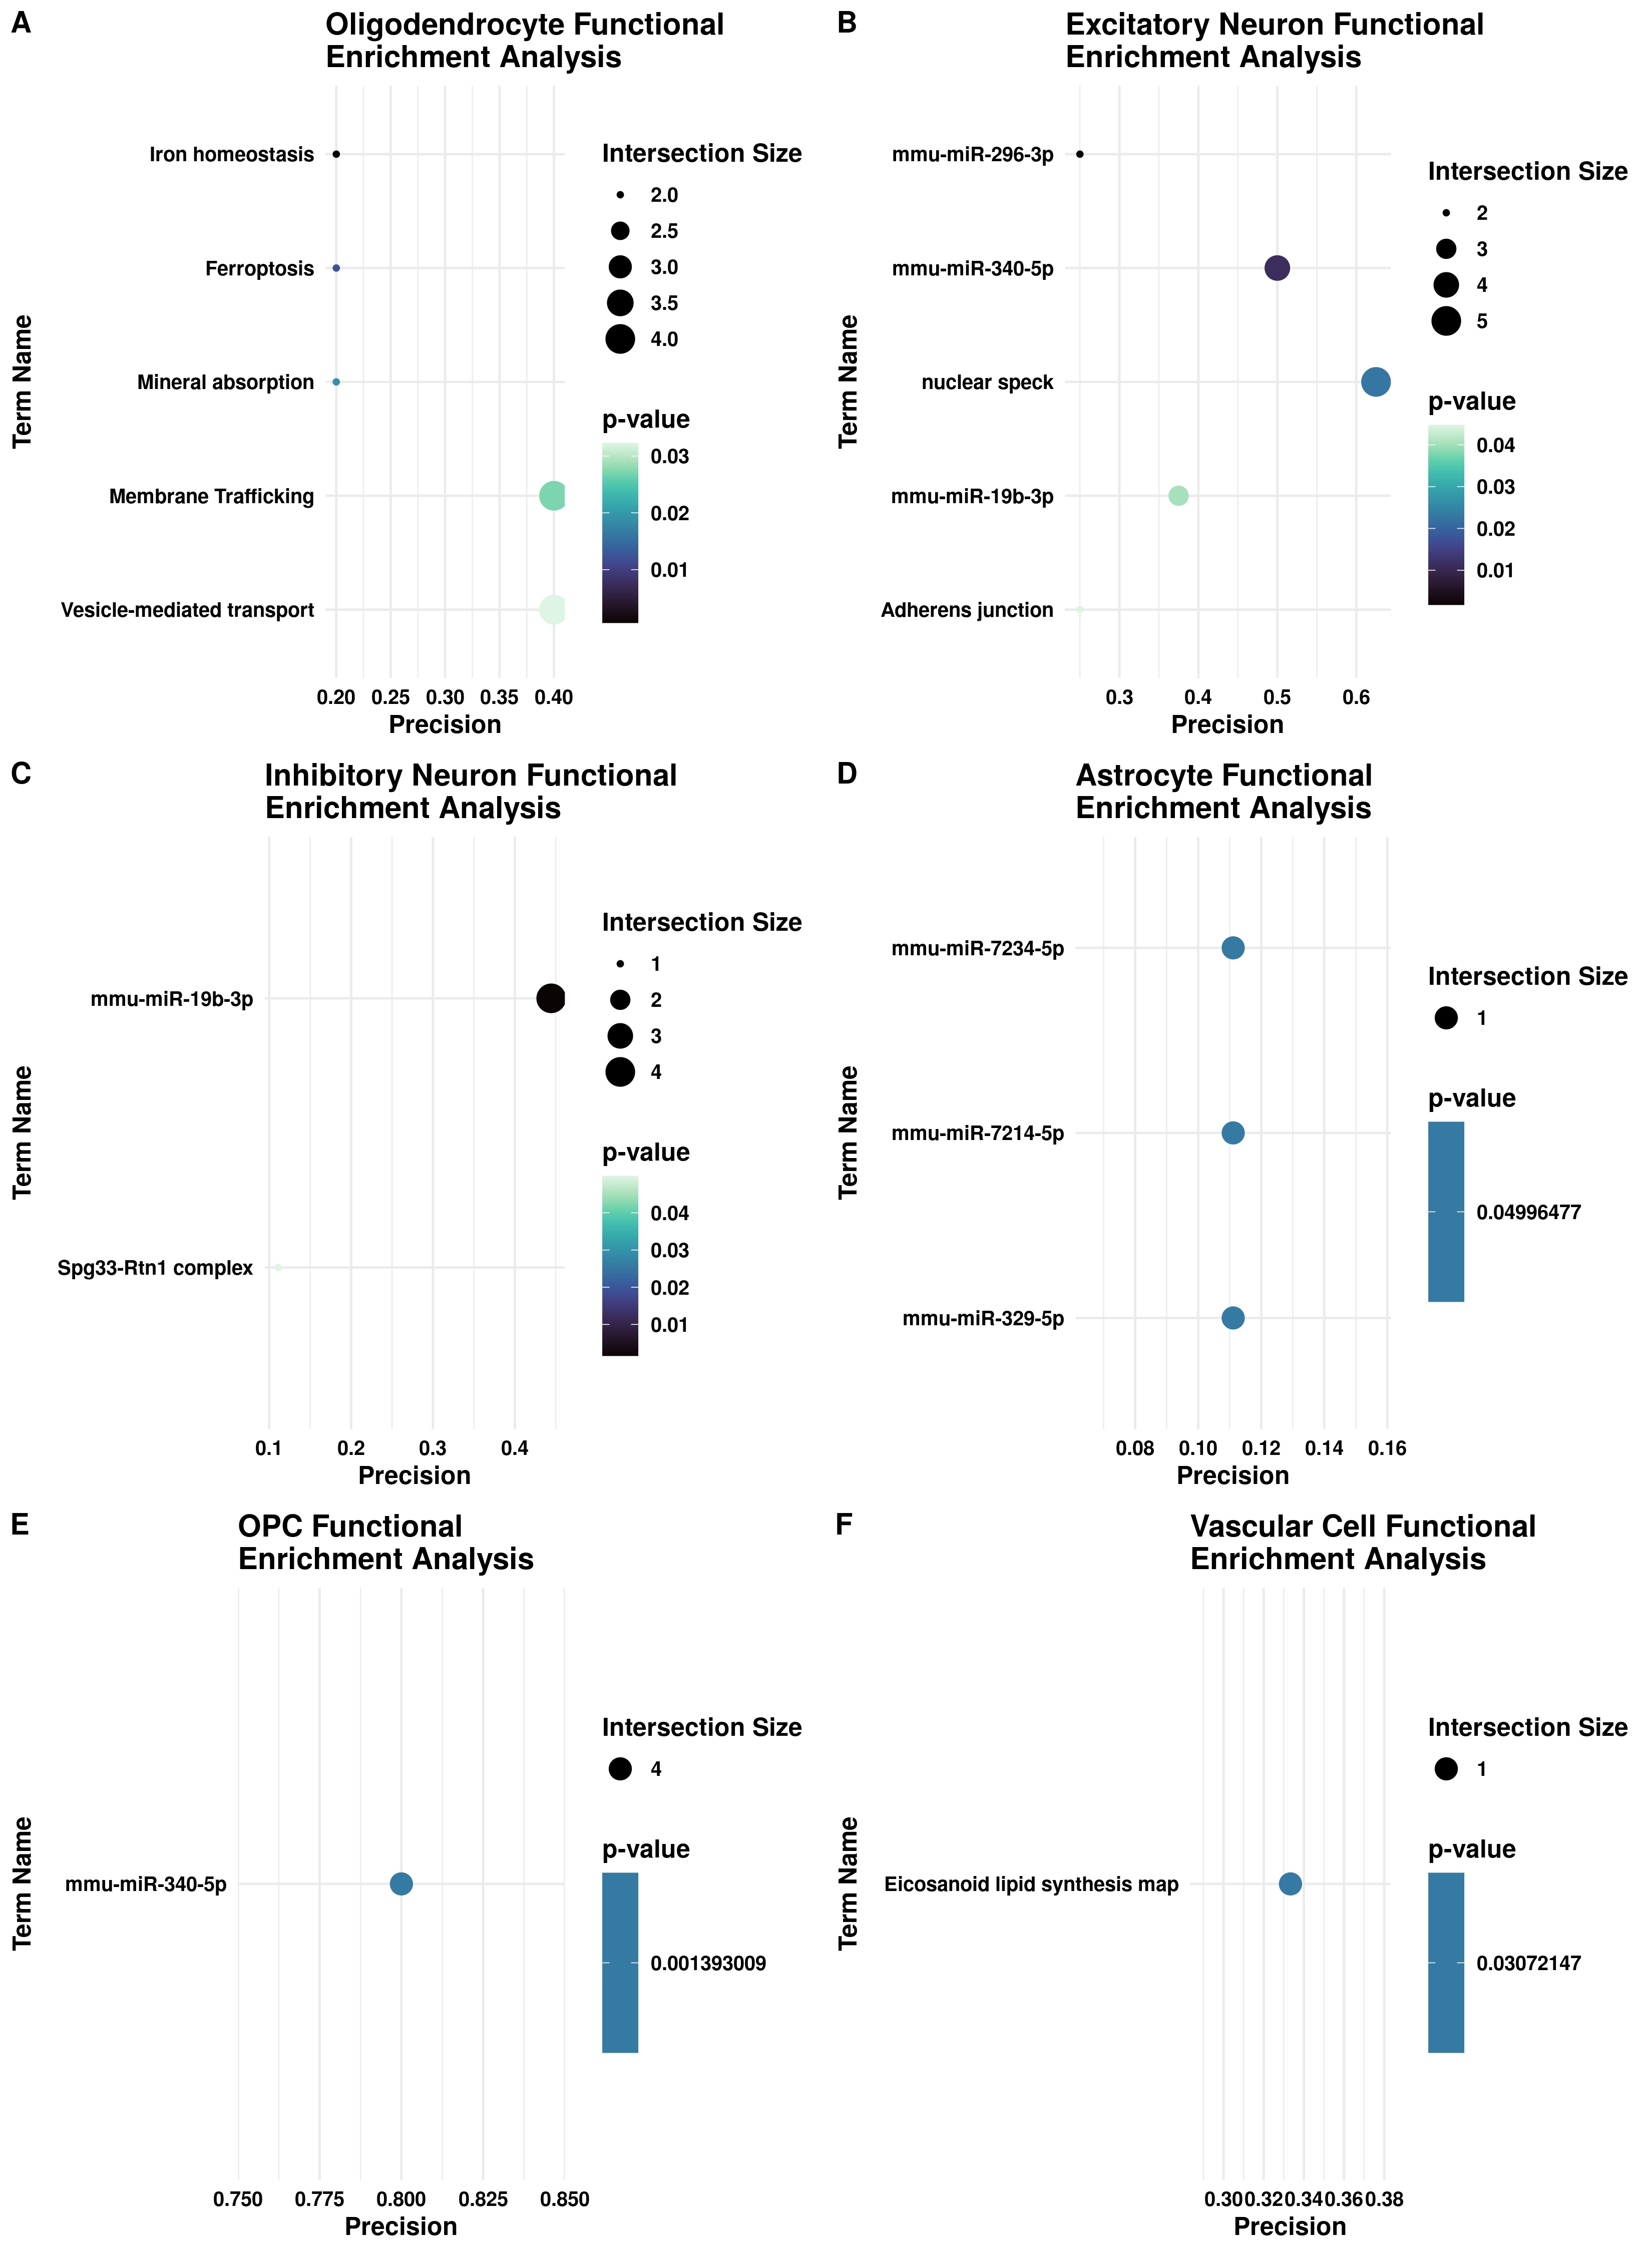 A
Oligodendrocyte Functional
Enrichment Analysis
Term Name
Iron homeostasis
Ferroptosis
Mineral absorption
Membrane Trafficking
Vesicle-mediated transport
0.20 0.25 0.30 0.35 0.40
Precision
Intersection Size
2.0
2.5
3.0
3.5
4.0
p-value
0.03
0.02
0.01
B
Excitatory Neuron Functional
Enrichment Analysis
Term Name
mmu-miR-296-3p
mmu-miR-340-5p
nuclear speck
mmu-miR-19b-3p
Adherens junction
0.3 0.4 0.5 0.6
Precision
Intersection Size
2
3
4
5
p-value
0.04
0.03
0.02
0.01
C
Inhibitory Neuron Functional
Enrichment Analysis
Term Name
mmu-miR-19b-3p
Spg33-Rtn1 complex
0.1 0.2 0.3 0.4
Precision
Intersection Size
1
2
3
4
p-value
0.04
0.03
0.02
0.01
D
Astrocyte Functional
Enrichment Analysis
Term Name
mmu-miR-7234-5p
mmu-miR-7214-5p
mmu-miR-329-5p
0.08 0.10 0.12 0.14 0.16
Precision
Intersection Size
1
p-value
0.04996477
E
OPC Functional
Enrichment Analysis
Term Name
mmu-miR-340-5p
0.750 0.775 0.800 0.825 0.850
Precision
Intersection Size
4
p-value
0.001393009
F
Vascular Cell Functional
Enrichment Analysis
Term Name
Eicosanoid lipid synthesis map
0.30 0.32 0.34 0.36 0.38
Precision
Intersection Size
1
p-value
0.03072147